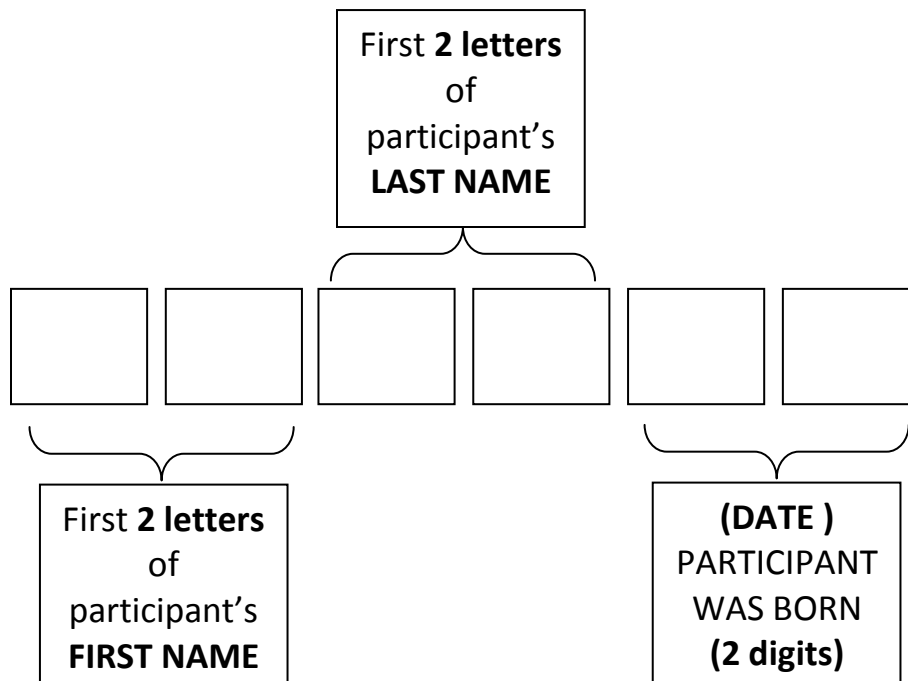 First 2 letters
of
participant’s
LAST NAME
First 2 letters
of
participant’s
FIRST NAME
(DATE )
PARTICIPANT
WAS BORN
(2 digits)